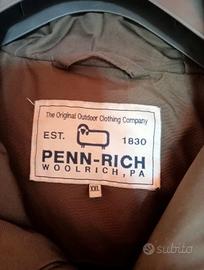 The Original Outdoor Clothing Company
EST. 1830
PENN-RICH
WOOLRICH, PA
XXL
subito